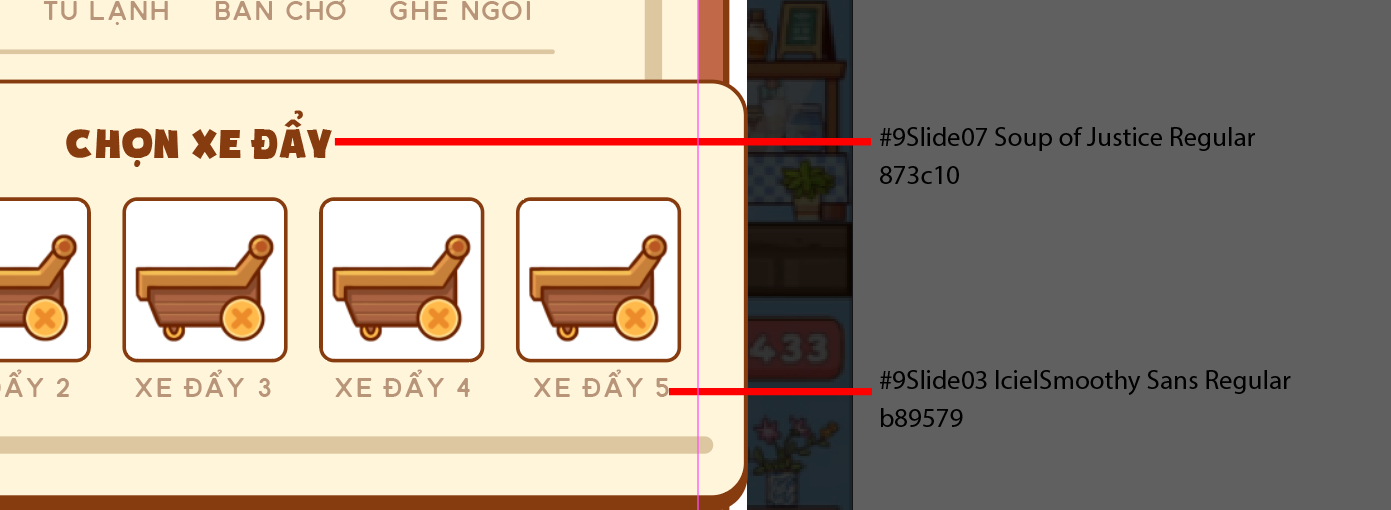 TỦ LẠNH BÀN CHỜ GHẾ NGỒI
CHỌN XE ĐẨY
#9Slide07 Soup of Justice Regular
873c10
433
ĐẨY 2 XE ĐẨY 3 XE ĐẨY 4 XE ĐẨY 5
#9Slide03 IcielSmoothy Sans Regular
b89579